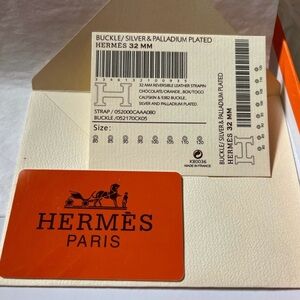 BUCKLE/ SILVER & PALLADIUM PLATED
HERMÈS 32 MM
32 MM REVERSIBLE LEATHER STRAP IN
CHOCOLATE/ORANGE, BOX/TOGO
CALFSKIN & 9382 BUCKLE,
SILVER AND PALLADIUM PLATED.
STRAP / 052000CAAA080
BUCKLE /052170CK05
Size:
MADE IN FRANCE
BUCKLE/ SILVER & PALLADIUM PLATED
HERMÈS 32 MM
HERMÈS
PARIS